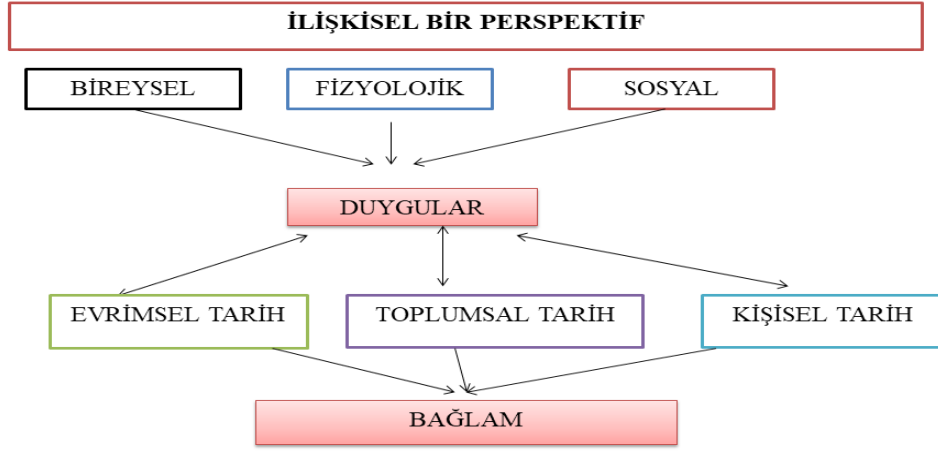 İLİŞKİSEL BİR PERSPEKTİF
BİREYSEL
FİZYOLOJİK
SOSYAL
DUYGULAR
EVRİMSEL TARİH
TOPLUMSAL TARİH
KİŞİSEL TARİH
BAĞLAM